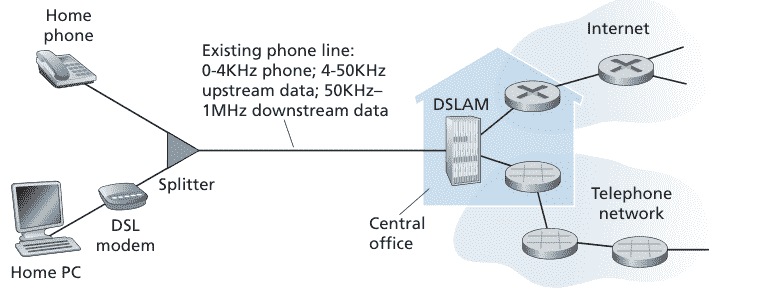 Home
phone
Existing phone line:
0-4KHz phone; 4-50KHz
upstream data; 50KHz–
1MHz downstream data
Internet
DSLAM
Splitter
DSL
modem
Home PC
Central
office
Telephone
network